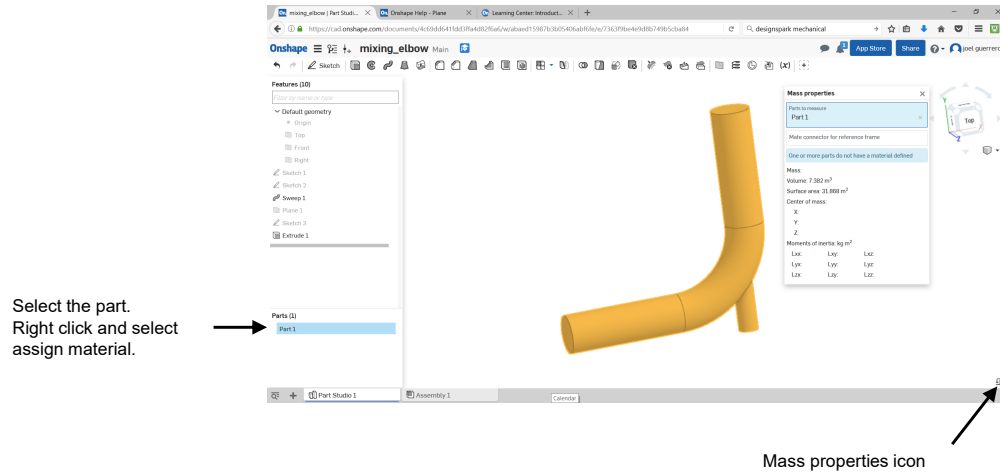 mixing_elbow | Part Studi... ×
Onshape Help - Plane ×
Learning Center: Introduct... × +
https://cad.onshape.com/documents/4c69dd641fdd3ffa4d82f6a6/w/abaed15987b3b05406abf6fe/e/7363f9be4e9d8b749b5cba84
designspark mechanical
Onshape mixing_elbow Main
App Store Share joel guerrero
Sketch
(x)
Features (10)
Filter by name or type
Default geometry
Origin
Top
Front
Right
Sketch 1
Sketch 2
Sweep 1
Plane 1
Sketch 3
Extrude 1
Mass properties ×
Parts to measure
Part 1 ×
Mate connector for reference frame
One or more parts do not have a material defined
Mass:
Volume: 7.382 m³
Surface area: 31.868 m²
Center of mass:
X:
Y:
Z:
Moments of inertia: kg m²
Lxx: Lxy: Lxz:
Lyx: Lyy: Lyz:
Lzx: Lzy: Lzz:
Y
Top
Z
Select the part.
Right click and select
assign material.
Parts (1)
Part 1
Part Studio 1
Assembly 1
Calendar
Mass properties icon